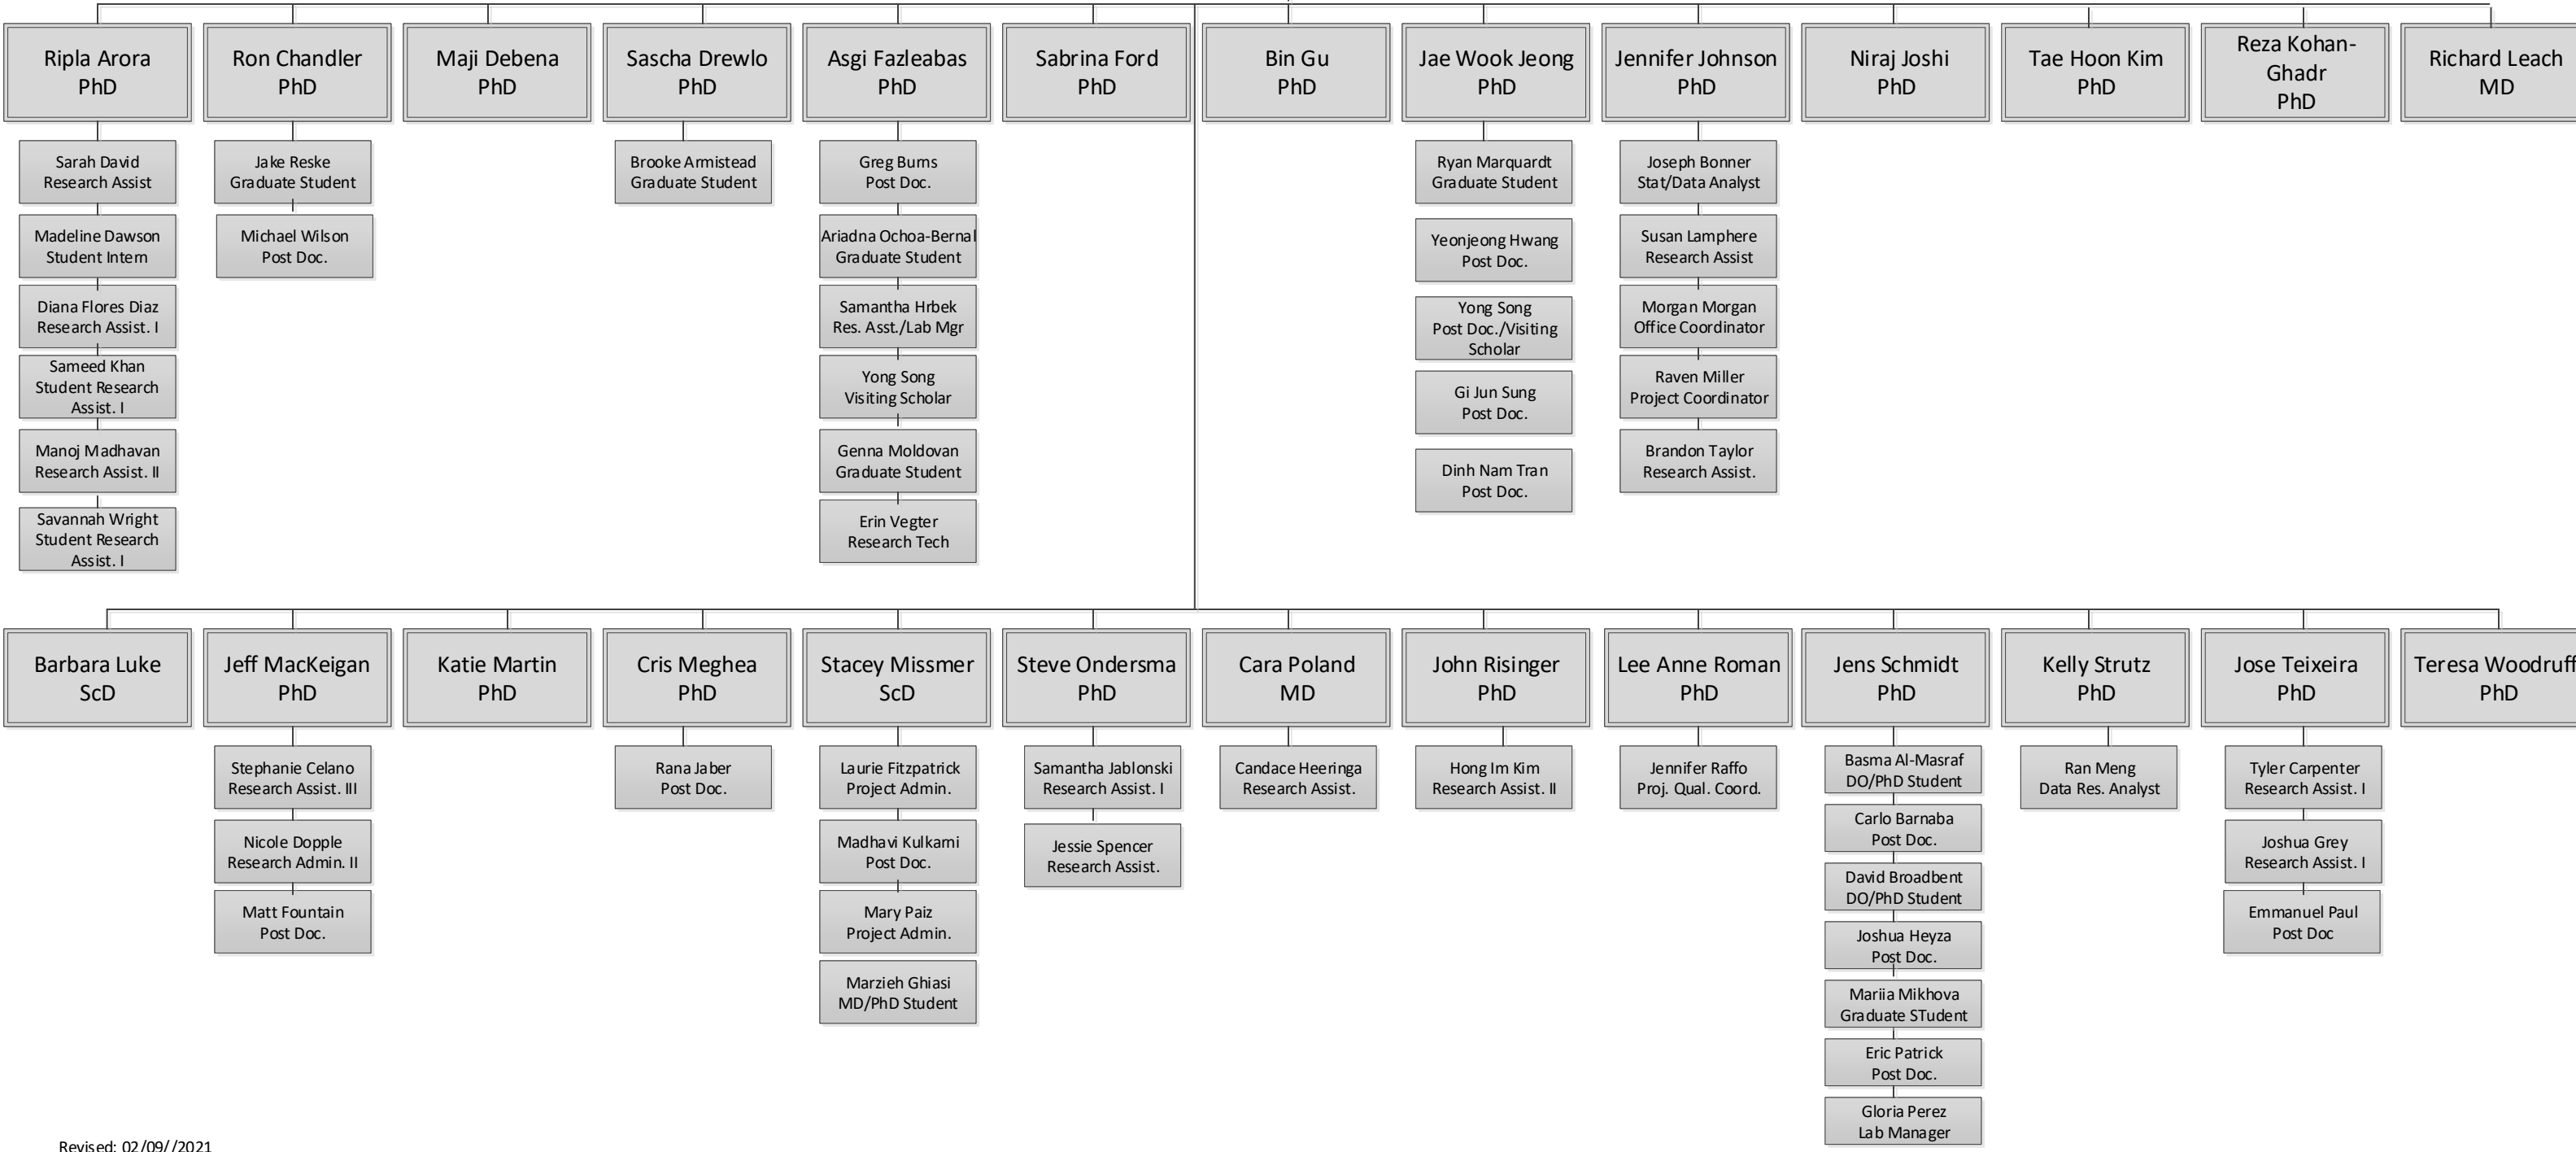 Ripla Arora
PhD
Ron Chandler
PhD
Maji Debena
PhD
Sascha Drewlo
PhD
Asgi Fazleabas
PhD
Sabrina Ford
PhD
Bin Gu
PhD
Jae Wook Jeong
PhD
Jennifer Johnson
PhD
Niraj Joshi
PhD
Tae Hoon Kim
PhD
Reza Kohan-
Ghadr
PhD
Richard Leach
MD
Sarah David
Research Assist
Madeline Dawson
Student Intern
Diana Flores Diaz
Research Assist. I
Sameed Khan
Student Research
Assist. I
Manoj Madhavan
Research Assist. II
Savannah Wright
Student Research
Assist. I
Jake Reske
Graduate Student
Michael Wilson
Post Doc.
Brooke Armistead
Graduate Student
Greg Burns
Post Doc.
Ariadna Ochoa-Bernal
Graduate Student
Samantha Hrbek
Res. Asst./Lab Mgr
Yong Song
Visiting Scholar
Genna Moldovan
Graduate Student
Erin Vegter
Research Tech
Ryan Marquardt
Graduate Student
Yeonjeong Hwang
Post Doc.
Yong Song
Post Doc./Visiting
Scholar
Gi Jun Sung
Post Doc.
Dinh Nam Tran
Post Doc.
Joseph Bonner
Stat/Data Analyst
Susan Lamphere
Research Assist
Morgan Morgan
Office Coordinator
Raven Miller
Project Coordinator
Brandon Taylor
Research Assist.
Barbara Luke
ScD
Jeff MacKeigan
PhD
Katie Martin
PhD
Cris Meghea
PhD
Stacey Missmer
ScD
Steve Ondersma
PhD
Cara Poland
MD
John Risinger
PhD
Lee Anne Roman
PhD
Jens Schmidt
PhD
Kelly Strutz
PhD
Jose Teixeira
PhD
Teresa Woodruff
PhD
Stephanie Celano
Research Assist. III
Nicole Dopple
Research Admin. II
Matt Fountain
Post Doc.
Rana Jaber
Post Doc.
Laurie Fitzpatrick
Project Admin.
Madhavi Kulkarni
Post Doc.
Mary Paiz
Project Admin.
Marzieh Ghiasi
MD/PhD Student
Samantha Jablonski
Research Assist. I
Jessie Spencer
Research Assist.
Candace Heeringa
Research Assist.
Hong Im Kim
Research Assist. II
Jennifer Raffo
Proj. Qual. Coord.
Basma Al-Masraf
DO/PhD Student
Carlo Barnaba
Post Doc.
David Broadbent
DO/PhD Student
Joshua Heyza
Post Doc.
Mariia Mikhova
Graduate STudent
Eric Patrick
Post Doc.
Gloria Perez
Lab Manager
Ran Meng
Data Res. Analyst
Tyler Carpenter
Research Assist. I
Joshua Grey
Research Assist. I
Emmanuel Paul
Post Doc
Revised: 02/09//2021